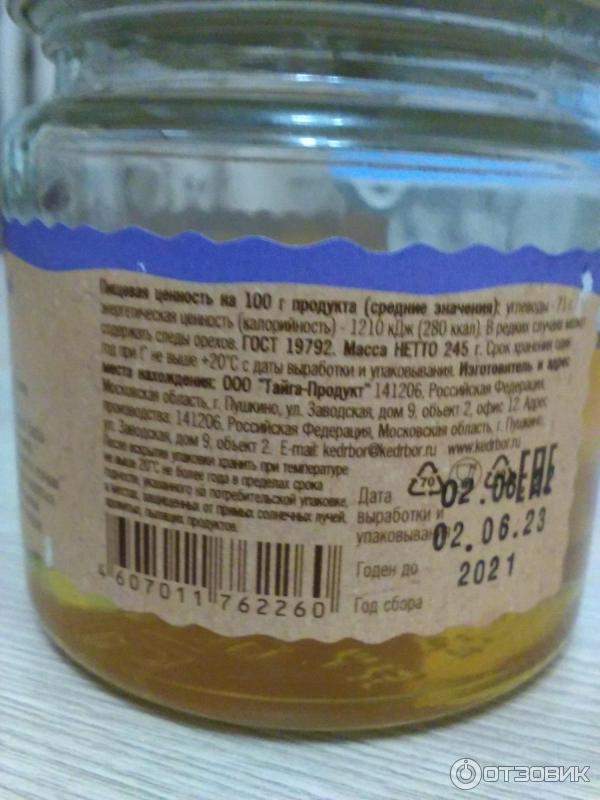 Пищевая ценность на 100 г продукта (средние значения): углеводы - 71 г,
энергетическая ценность (калорийность) - 1210 кДж (280 ккал). В редких случаях может
содержать следы орехов. ГОСТ 19792. Масса НЕТТО 245 г. Срок хранения один
год при t° не выше +20°С с даты выработки и упаковывания. Изготовитель и адрес
места нахождения: ООО "Тайга-Продукт" 141206, Российская Федерация,
Московская область, г. Пушкино, ул. Заводская, дом 9, объект 2, офис 12. Адрес
производства: 141206, Российская Федерация, Московская область, г. Пушкино,
ул. Заводская, дом 9, объект 2. E-mail: kedrbor@kedrbor.ru www.kedrbor.ru
После вскрытия упаковки хранить при температуре
не выше 20°С не более года в пределах срока
годности, указанного на потребительской упаковке,
в местах, защищенных от прямых солнечных лучей,
продуктов.
70
EAC
Дата
выработки и
упаковывания
02.06
Годен до
02.06.23
Год сбора
2021
4 607011 762260
ОТЗОВИК